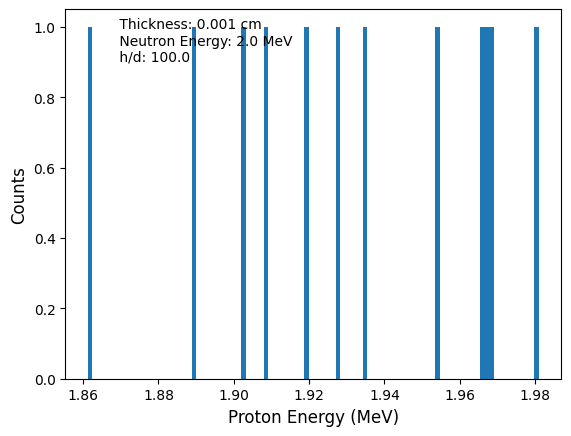 Thickness: 0.001 cm
Neutron Energy: 2.0 MeV
h/d: 100.0
1.0
0.8
0.6
0.4
0.2
0.0
Counts
1.86 1.88 1.90 1.92 1.94 1.96 1.98
Proton Energy (MeV)